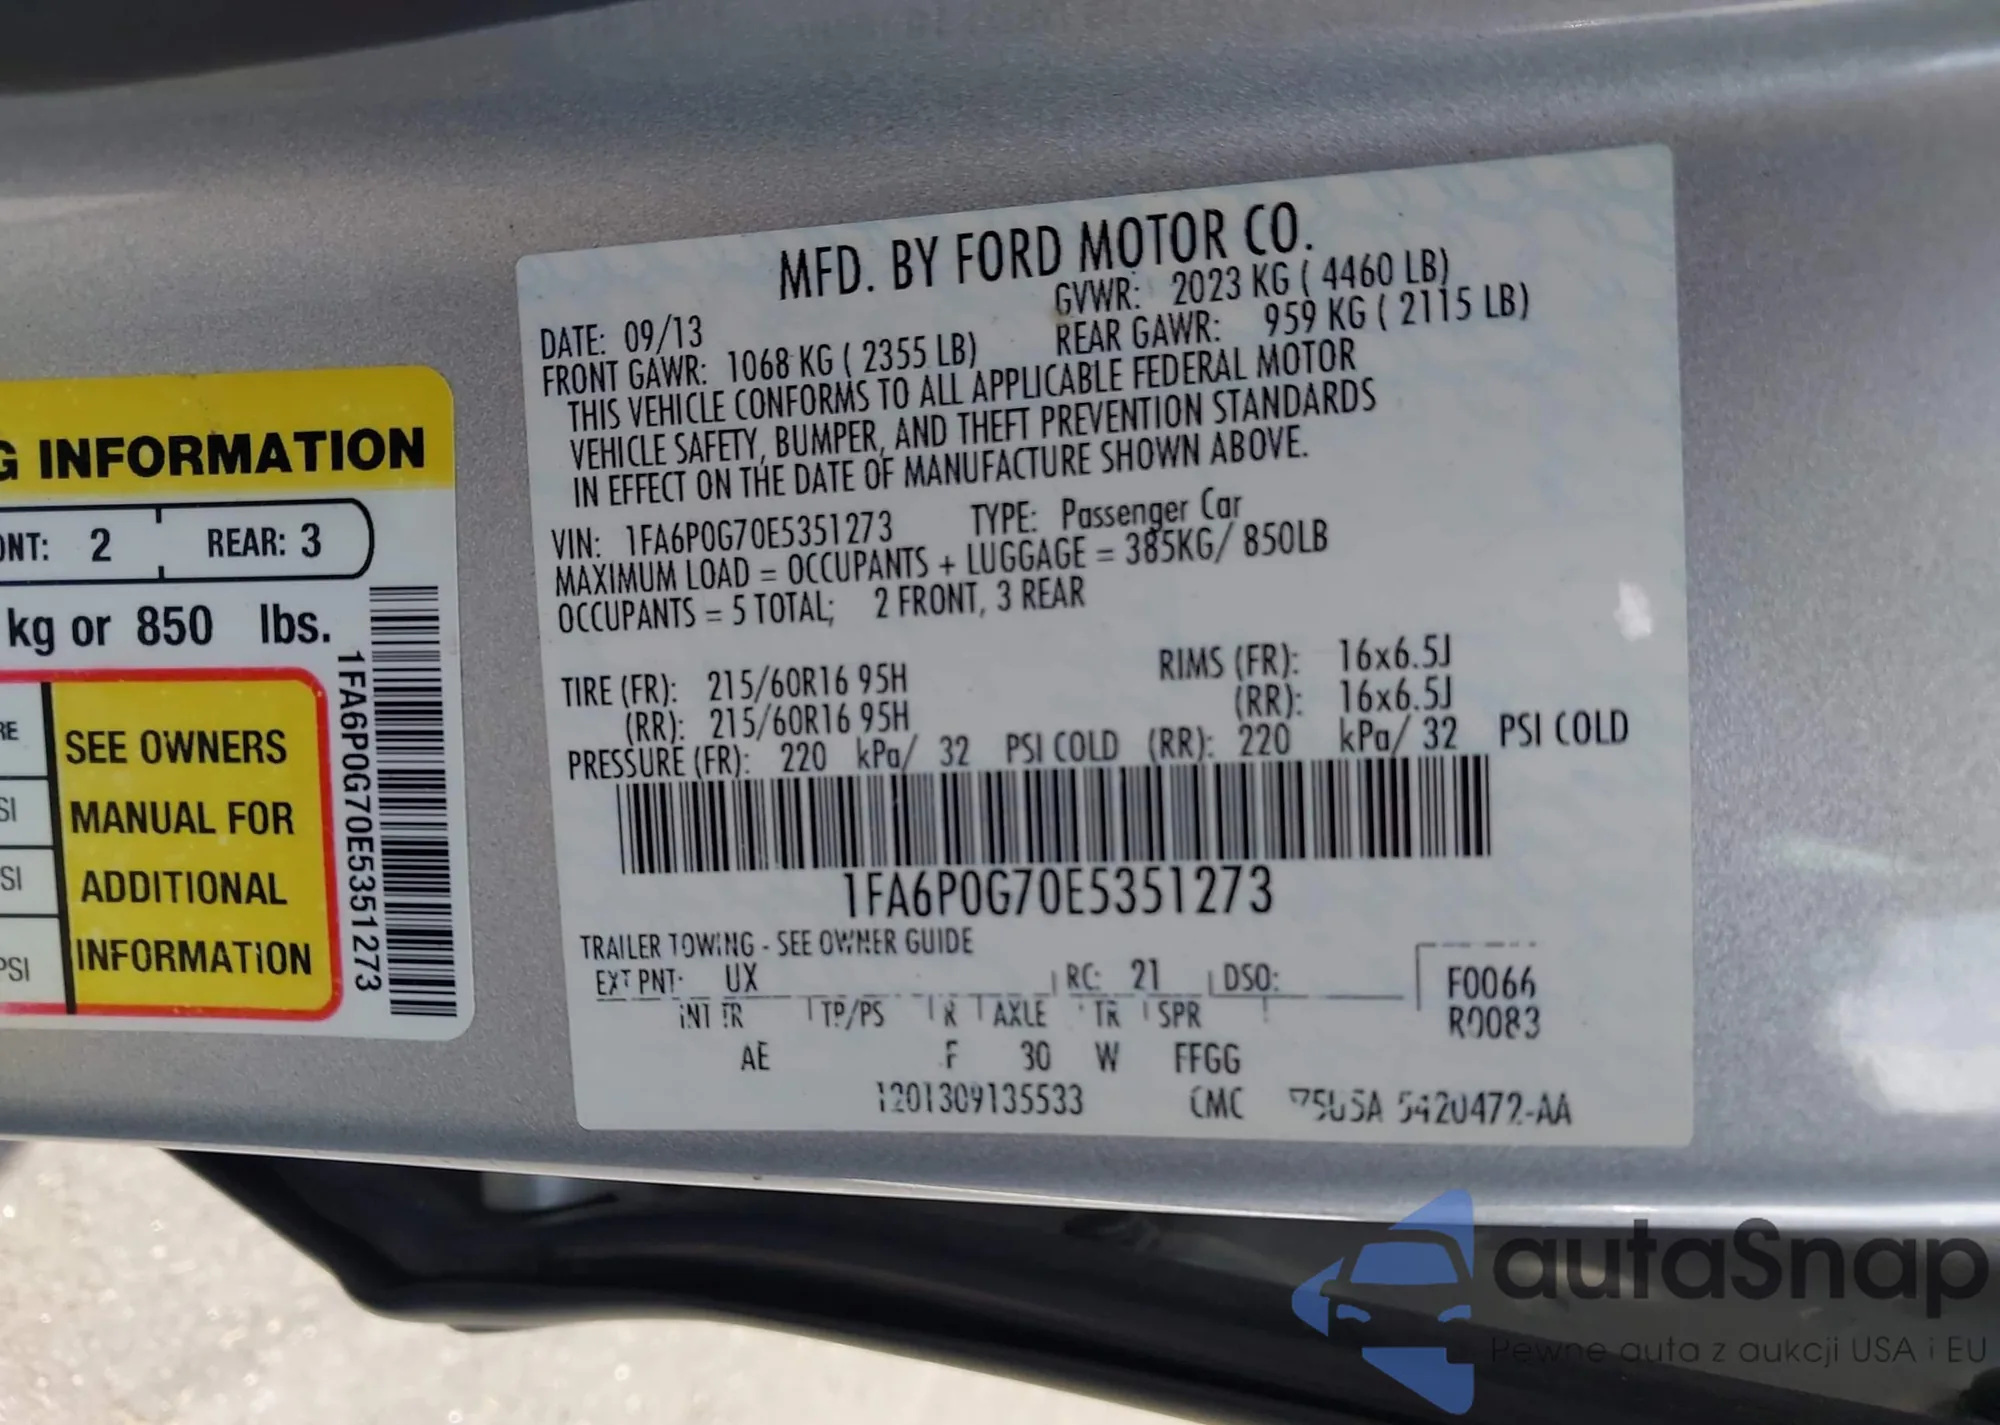 G INFORMATION
ONT: 2 REAR: 3
kg or 850 lbs.
RE
SI
PSI
PSI
SEE OWNERS
MANUAL FOR
ADDITIONAL
INFORMATION
1FA6P0G70E5351273
MFD. BY FORD MOTOR CO.
DATE: 09/13 GVWR: 2023 KG ( 4460 LB)
FRONT GAWR: 1068 KG ( 2355 LB) REAR GAWR: 959 KG ( 2115 LB)
THIS VEHICLE CONFORMS TO ALL APPLICABLE FEDERAL MOTOR
VEHICLE SAFETY, BUMPER, AND THEFT PREVENTION STANDARDS
IN EFFECT ON THE DATE OF MANUFACTURE SHOWN ABOVE.
VIN: 1FA6P0G70E5351273 TYPE: Passenger Car
MAXIMUM LOAD = OCCUPANTS + LUGGAGE = 385KG/ 850LB
OCCUPANTS = 5 TOTAL; 2 FRONT, 3 REAR
TIRE (FR): 215/60R16 95H RIMS (FR): 16x6.5J
(RR): 215/60R16 95H (RR): 16x6.5J
PRESSURE (FR): 220 kPa/ 32 PSI COLD (RR): 220 kPa/ 32 PSI COLD
1FA6P0G70E5351273
TRAILER TOWING - SEE OWNER GUIDE
EXT PNT: UX RC: 21 DSO: F0066
INT TR TP/PS R AXLE TR SPR R0083
AE F 30 W FFGG
1201309135533 CMC 5420472-AA
autaSnap
Pewne auta z aukcji USA i EU